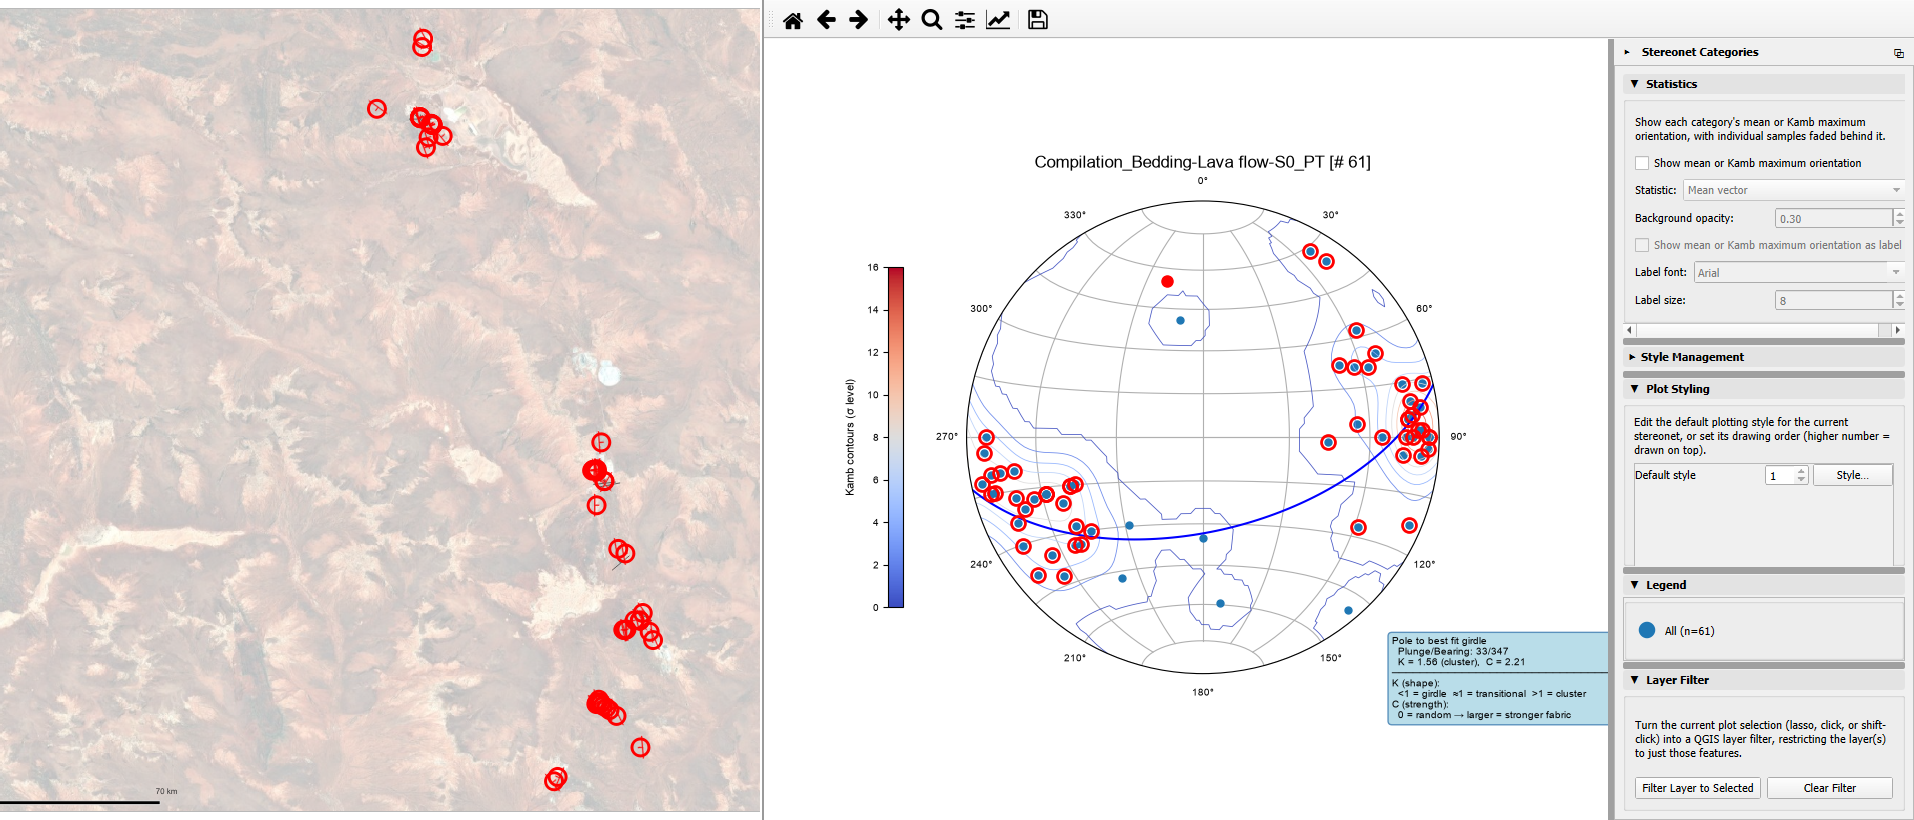 70 km
Compilation_Bedding-Lava flow-S0_PT [# 61]
0°
30°
60°
90°
120°
150°
180°
210°
240°
270°
300°
330°
Kamb contours (σ level)
16
14
12
10
8
6
4
2
0
Pole to best fit girdle
Plunge/Bearing: 33/347
K = 1.56 (cluster), C = 2.21
K (shape):
<1 = girdle ≈1 = transitional >1 = cluster
C (strength):
0 = random → larger = stronger fabric
Stereonet Categories
Statistics
Show each category's mean or Kamb maximum
orientation, with individual samples faded behind it.
Show mean or Kamb maximum orientation
Statistic: Mean vector
Background opacity: 0.30
Show mean or Kamb maximum orientation as label
Label font: Arial
Label size: 8
Style Management
Plot Styling
Edit the default plotting style for the current
stereonet, or set its drawing order (higher number =
drawn on top).
Default style 1 Style...
Legend
All (n=61)
Layer Filter
Turn the current plot selection (lasso, click, or shift-
click) into a QGIS layer filter, restricting the layer(s)
to just those features.
Filter Layer to Selected Clear Filter